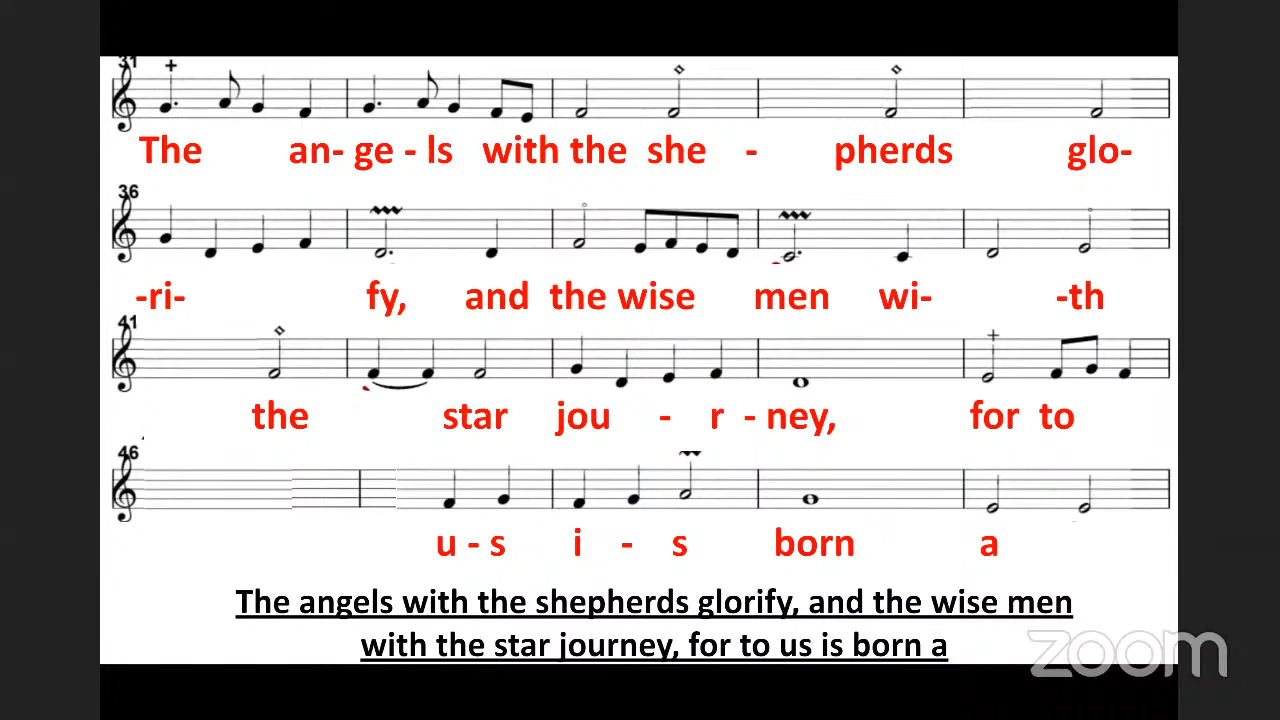 31
The an- ge - ls with the she - pherds glo-
36
-ri- fy, and the wise men wi- -th
41
the star jou - r - ney, for to
46
u - s i - s born a
The angels with the shepherds glorify, and the wise men
with the star journey, for to us is born a
zoom